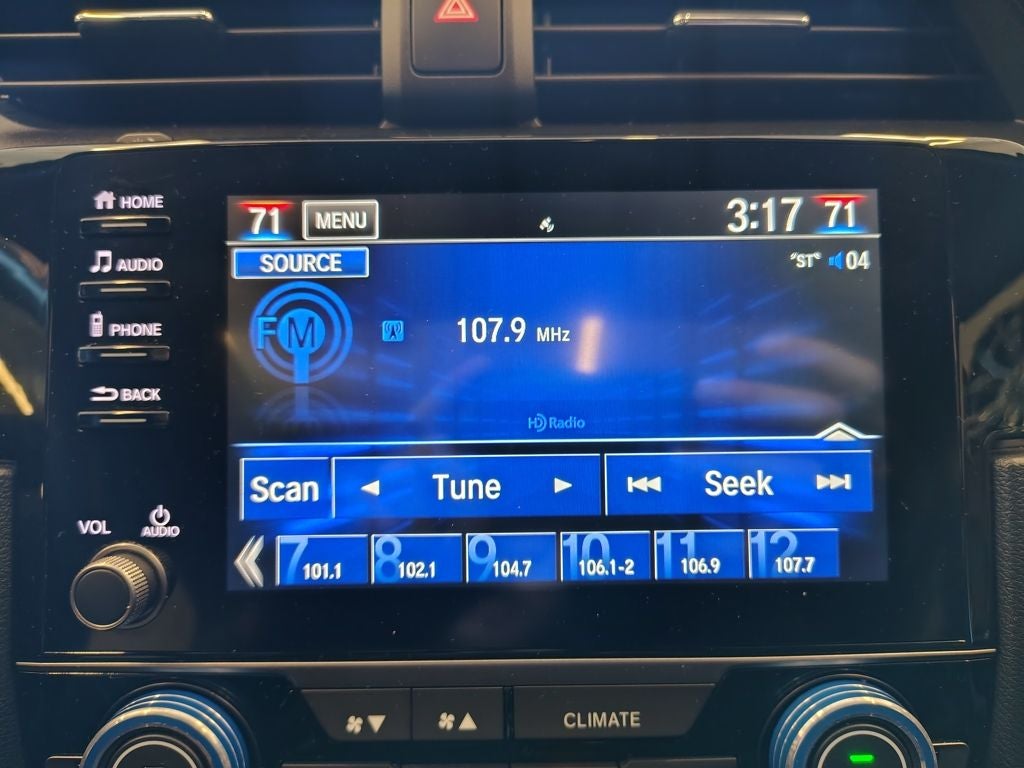 HOME
AUDIO
PHONE
BACK
VOL
AUDIO
71 MENU 3:17 71
SOURCE
"ST" 04
FM
107.9 MHz
HD Radio
Scan Tune Seek
7 101.1
8 102.1
9 104.7
10 106.1-2
11 106.9
12 107.7
CLIMATE